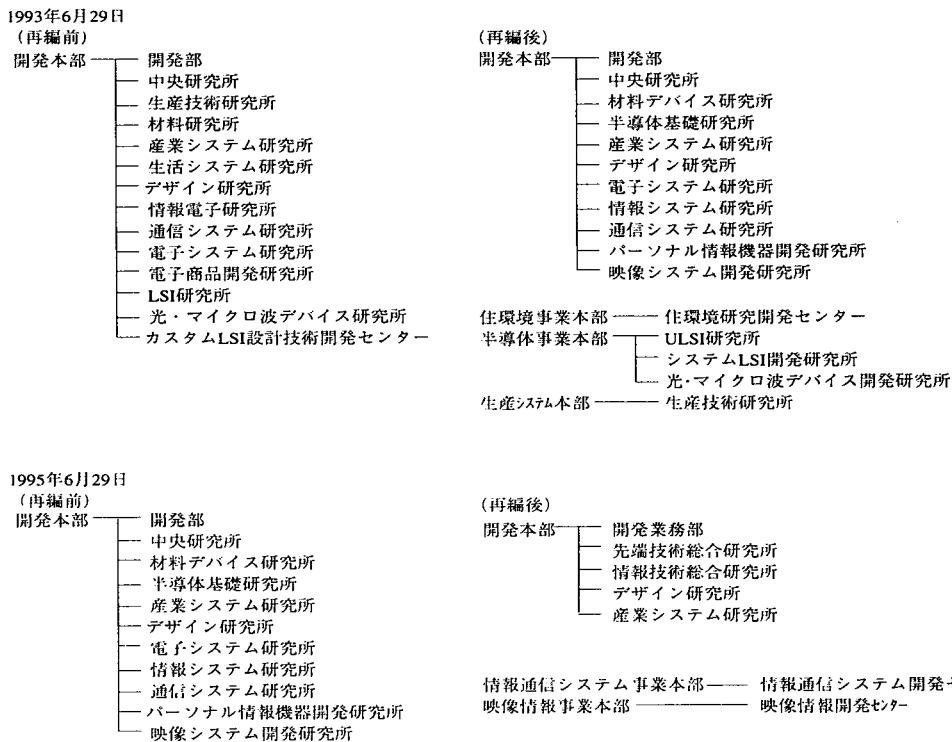 1993年6月29日
(再編前)
開発本部
開発部
中央研究所
生産技術研究所
材料研究所
産業システム研究所
生活システム研究所
デザイン研究所
情報電子研究所
通信システム研究所
電子システム研究所
電子商品開発研究所
LSI研究所
光・マイクロ波デバイス研究所
カスタムLSI設計技術開発センター
(再編後)
開発本部
開発部
中央研究所
材料デバイス研究所
半導体基礎研究所
産業システム研究所
デザイン研究所
電子システム研究所
情報システム研究所
通信システム研究所
パーソナル情報機器開発研究所
映像システム開発研究所
住環境事業本部 住環境研究開発センター
半導体事業本部 ULSI研究所
システムLSI開発研究所
光・マイクロ波デバイス開発研究所
生産システム本部 生産技術研究所
1995年6月29日
(再編前)
開発本部
開発部
中央研究所
材料デバイス研究所
半導体基礎研究所
産業システム研究所
デザイン研究所
電子システム研究所
情報システム研究所
通信システム研究所
パーソナル情報機器開発研究所
映像システム開発研究所
(再編後)
開発本部
開発業務部
先端技術総合研究所
情報技術総合研究所
デザイン研究所
産業システム研究所
情報通信システム事業本部 情報通信システム開発
映像情報事業本部 映像情報開発センター